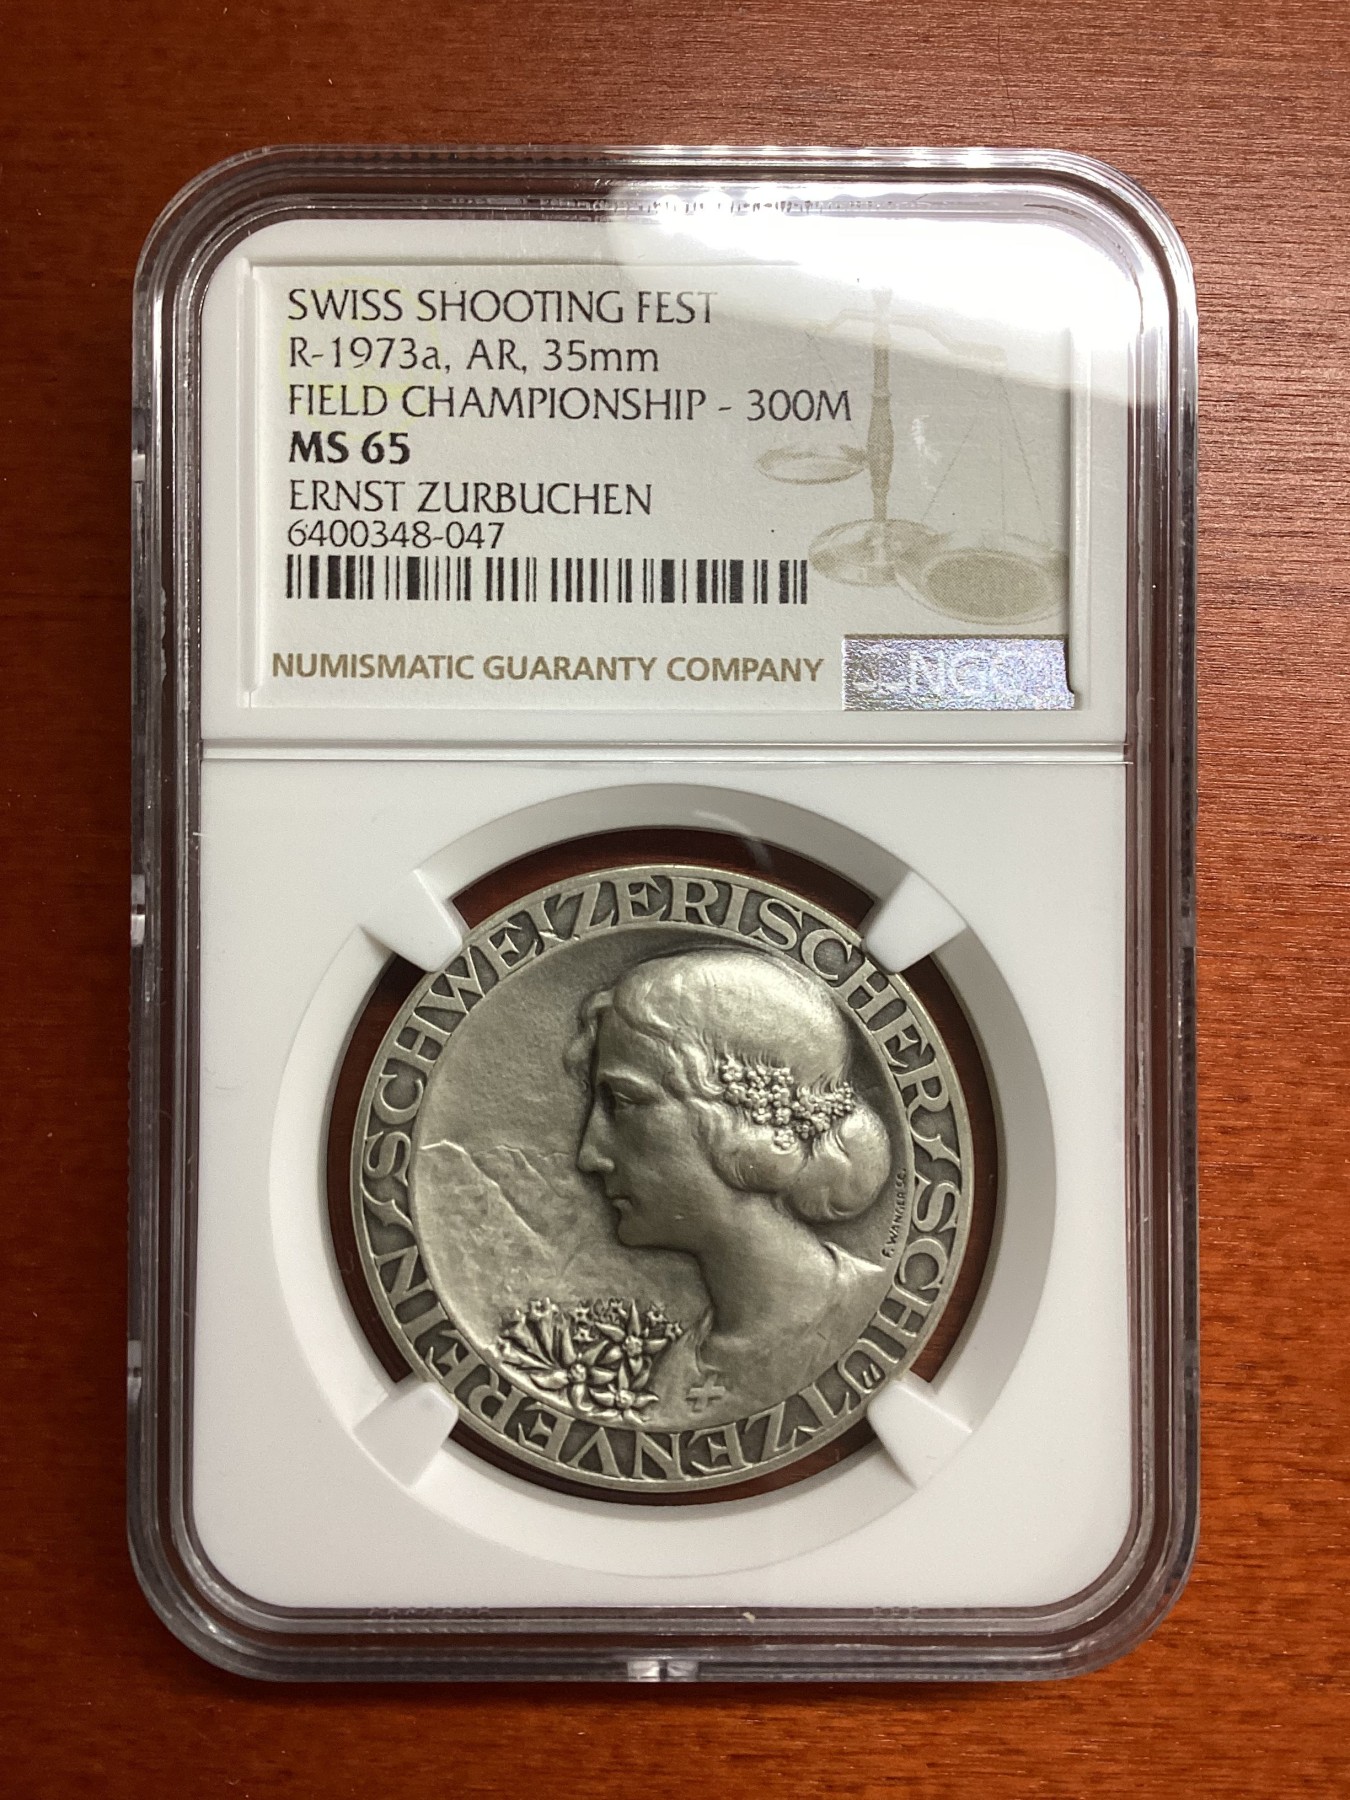 SWISS SHOOTING FEST
R-1973a, AR, 35mm
FIELD CHAMPIONSHIP - 300M
MS 65
ERNST ZURBUCHEN
6400348-047
NUMISMATIC GUARANTY COMPANY
NGC
SCHWEIZERISCHER SCHÜTZENVEREIN
F. WANGER SC.